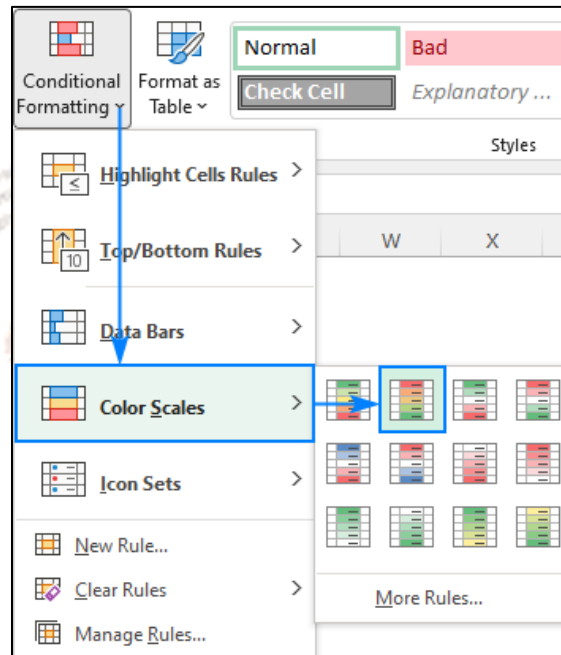 Conditional
Formatting
Format as
Table
Normal
Bad
Check Cell
Explanatory ...
Styles
W
X
Highlight Cells Rules
Top/Bottom Rules
10
Data Bars
Color Scales
Icon Sets
New Rule...
Clear Rules
Manage Rules...
More Rules...